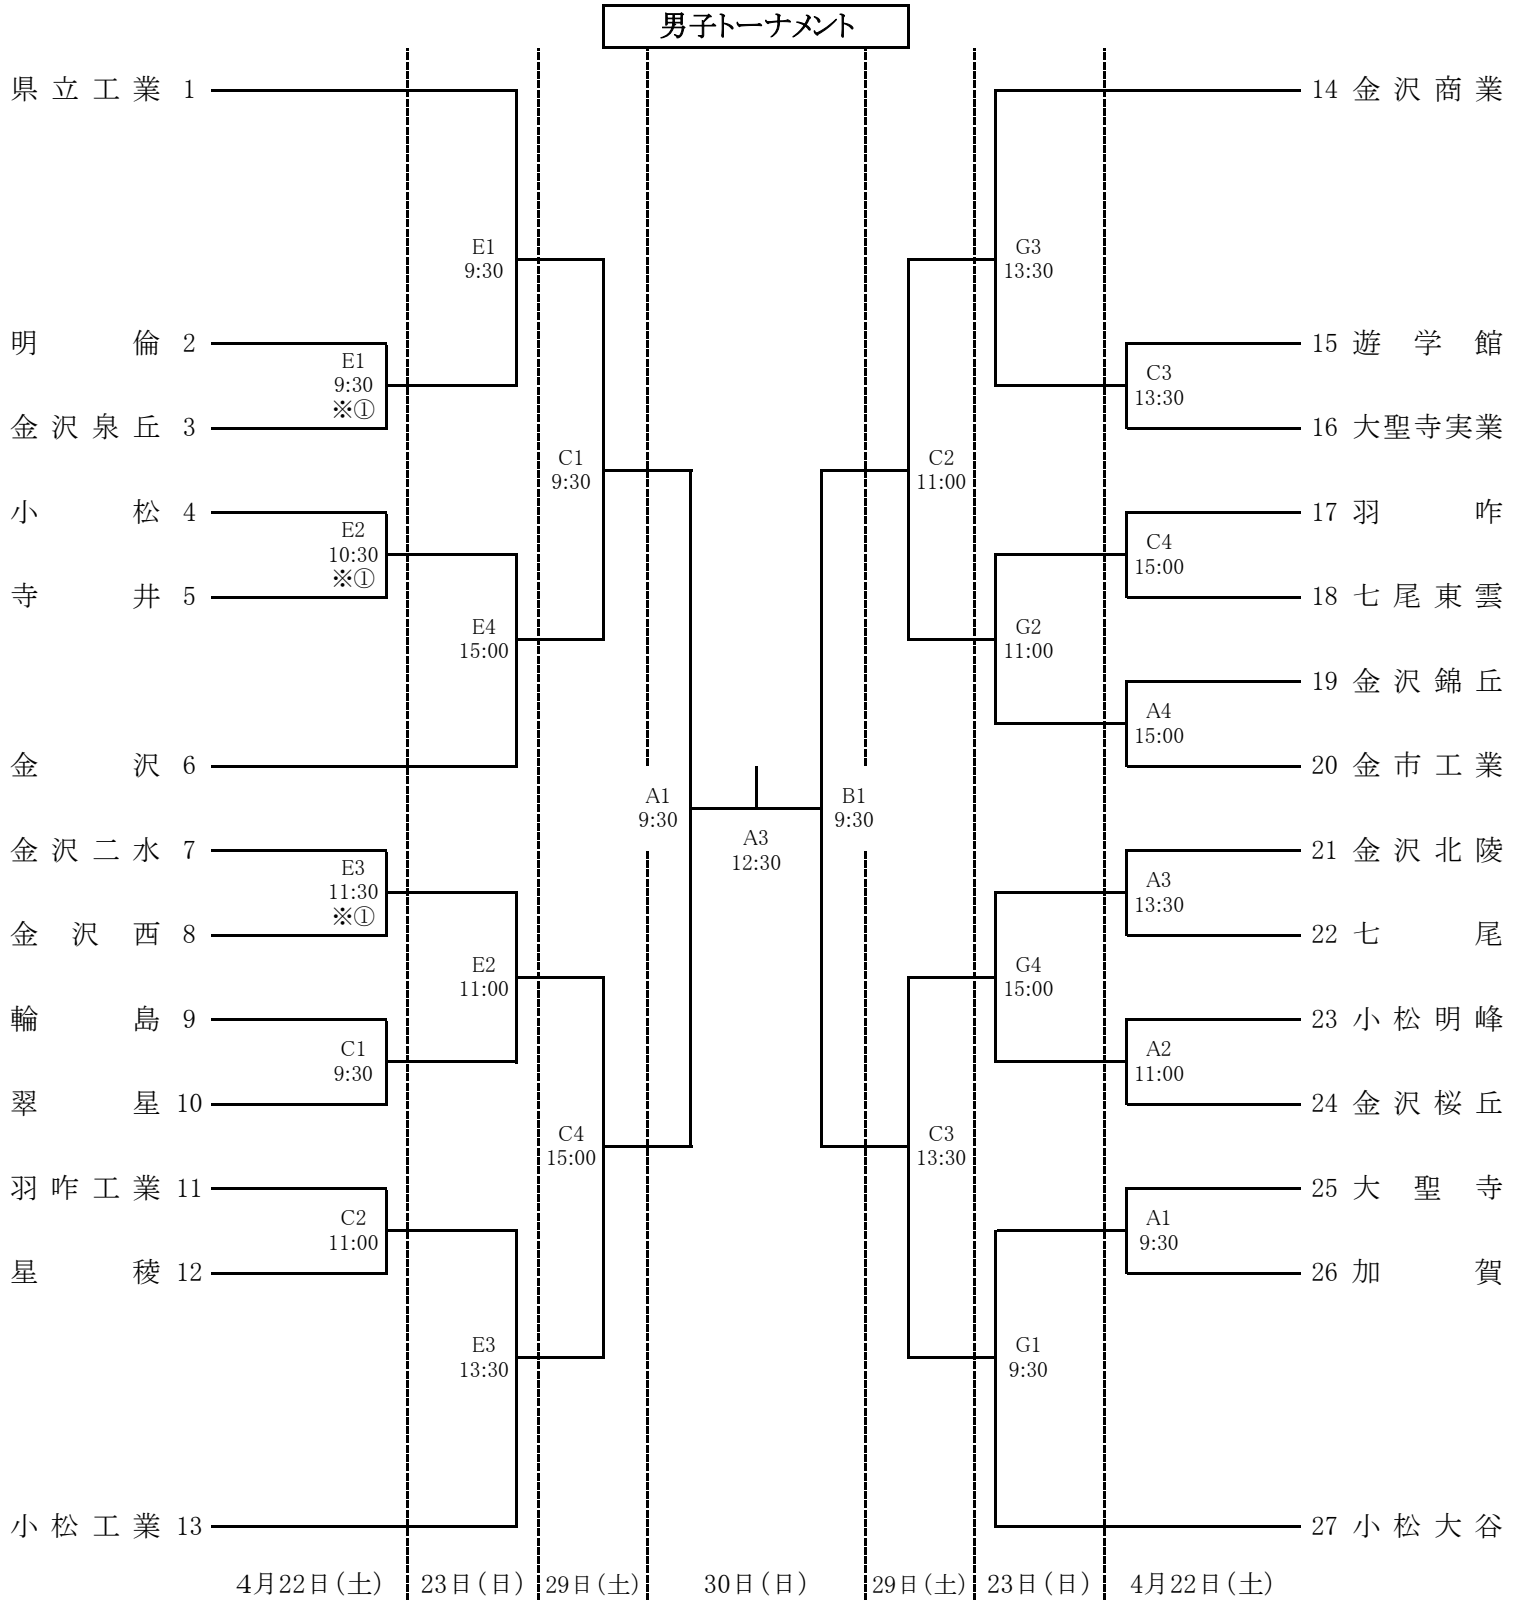 男子トーナメント
県立工業 1
明倫 2
金沢泉丘 3
小松 4
寺井 5
金沢 6
金沢二水 7
金沢西 8
輪島 9
翠星 10
羽咋工業 11
星稜 12
小松工業 13
E1
9:30
※①
E2
10:30
※①
E3
11:30
※①
C1
9:30
C2
11:00
E1
9:30
E4
15:00
E2
11:00
E3
13:30
C1
9:30
C4
15:00
A1
9:30
A3
12:30
B1
9:30
C2
11:00
C3
13:30
G3
13:30
G2
11:00
G4
15:00
G1
9:30
C3
13:30
C4
15:00
A4
15:00
A3
13:30
A2
11:00
A1
9:30
14 金沢商業
15 遊学館
16 大聖寺実業
17 羽咋
18 七尾東雲
19 金沢錦丘
20 金市工業
21 金沢北陵
22 七尾
23 小松明峰
24 金沢桜丘
25 大聖寺
26 加賀
27 小松大谷
4月22日(土) 23日(日) 29日(土) 30日(日) 29日(土) 23日(日) 4月22日(土)